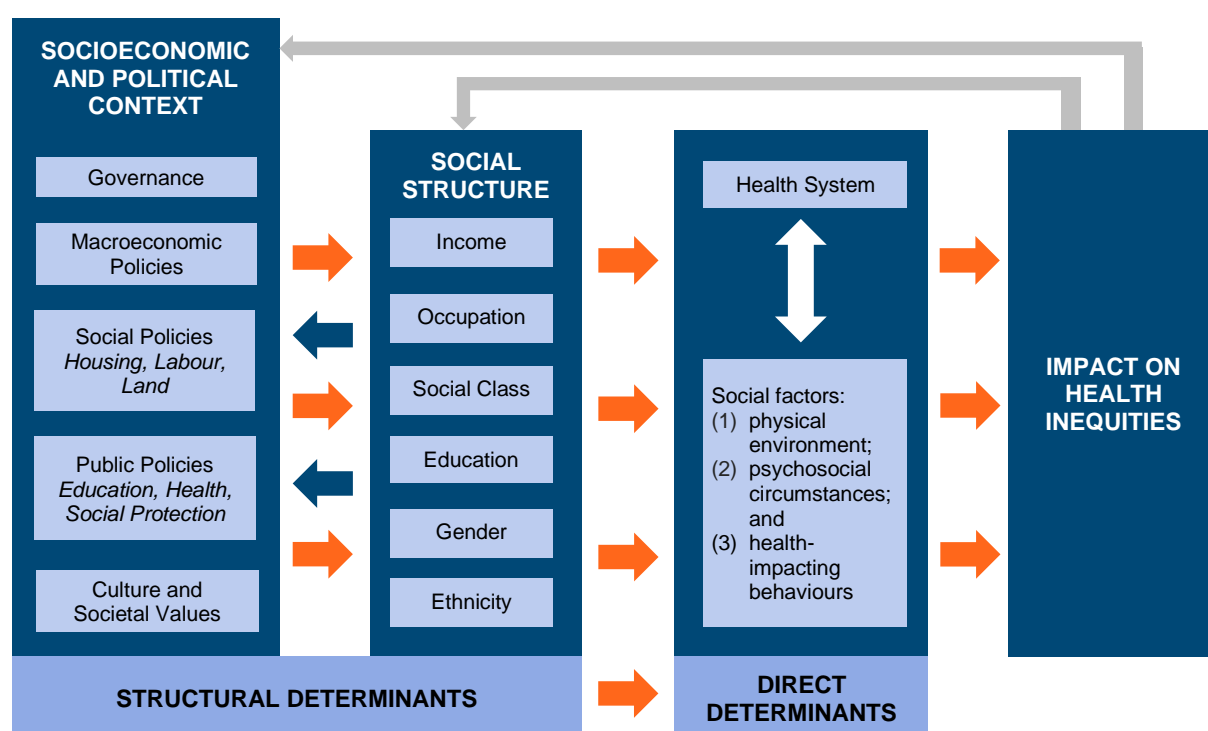 SOCIOECONOMIC
AND POLITICAL
CONTEXT
Governance
Macroeconomic
Policies
Social Policies
Housing, Labour,
Land
Public Policies
Education, Health,
Social Protection
Culture and
Societal Values
SOCIAL
STRUCTURE
Income
Occupation
Social Class
Education
Gender
Ethnicity
Health System
Social factors:
(1) physical
environment;
(2) psychosocial
circumstances;
and
(3) health-
impacting
behaviours
IMPACT ON
HEALTH
INEQUITIES
STRUCTURAL DETERMINANTS
DIRECT
DETERMINANTS